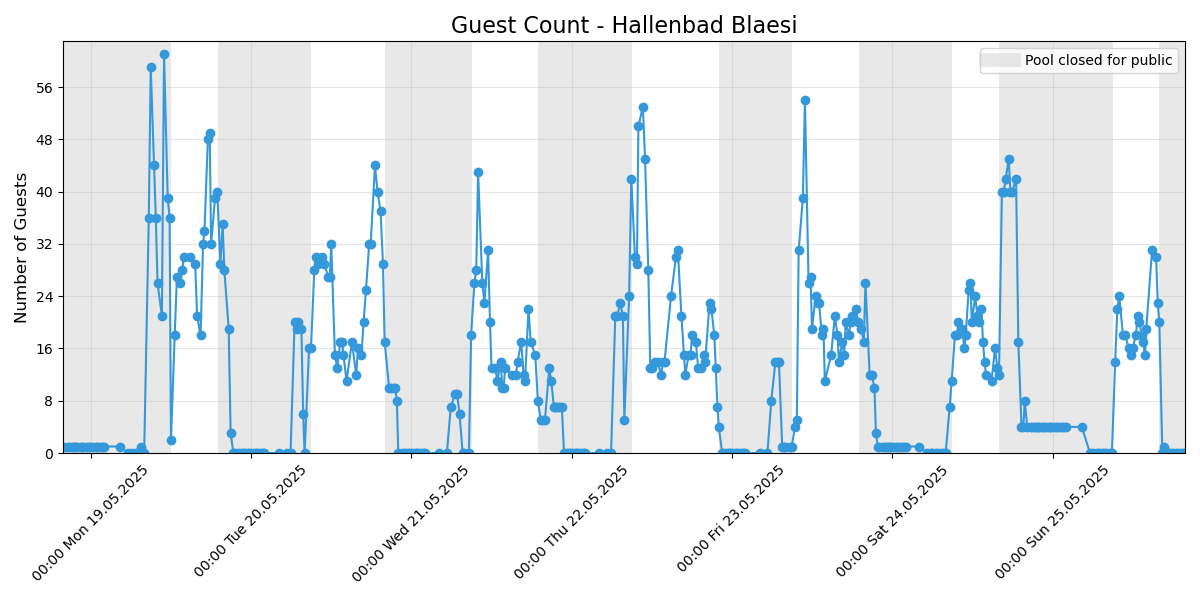 Guest Count - Hallenbad Blaesi
Pool closed for public
Number of Guests
56
48
40
32
24
16
8
0
00:00 Mon 19.05.2025
00:00 Tue 20.05.2025
00:00 Wed 21.05.2025
00:00 Thu 22.05.2025
00:00 Fri 23.05.2025
00:00 Sat 24.05.2025
00:00 Sun 25.05.2025